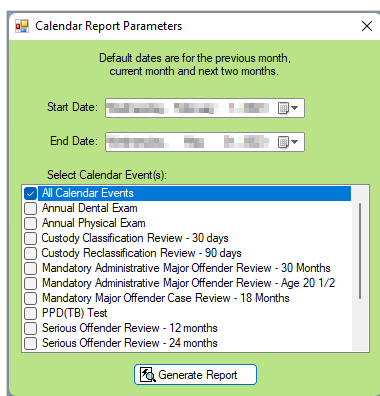 Calendar Report Parameters
Default dates are for the previous month,
current month and next two months.
Start Date:
End Date:
Select Calendar Event(s):
All Calendar Events
Annual Dental Exam
Annual Physical Exam
Custody Classification Review - 30 days
Custody Reclassification Review - 90 days
Mandatory Administrative Major Offender Review - 30 Months
Mandatory Administrative Major Offender Review - Age 20 1/2
Mandatory Major Offender Case Review - 18 Months
PPD(TB) Test
Serious Offender Review - 12 months
Serious Offender Review - 24 months
Generate Report